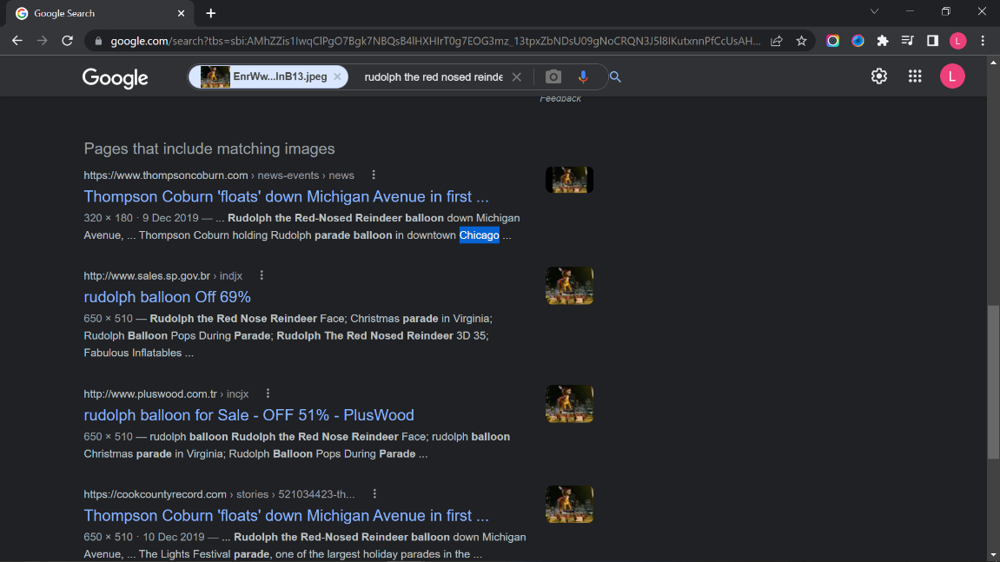 Google Search
google.com/search?tbs=sbi:AMhZZis1IwqCIPgO7Bgk7NBQsB4IHXHIrT0g7EOG3mz_13tpxZbNDsU09gNoCRQN3J5I8IKutxnnPfCcUsAH...
L
Google
EnrWw...InB13.jpeg
rudolph the red nosed reinde
L
Feedback
Pages that include matching images
https://www.thompsoncoburn.com › news-events › news
Thompson Coburn 'floats' down Michigan Avenue in first ...
320 × 180 · 9 Dec 2019 — ... Rudolph the Red-Nosed Reindeer balloon down Michigan
Avenue, ... Thompson Coburn holding Rudolph parade balloon in downtown Chicago ...
http://www.sales.sp.gov.br › indjx
rudolph balloon Off 69%
650 × 510 — Rudolph the Red Nose Reindeer Face; Christmas parade in Virginia;
Rudolph Balloon Pops During Parade; Rudolph The Red Nosed Reindeer 3D 35;
Fabulous Inflatables ...
http://www.pluswood.com.tr › incjx
rudolph balloon for Sale - OFF 51% - PlusWood
650 × 510 — rudolph balloon Rudolph the Red Nose Reindeer Face; rudolph balloon
Christmas parade in Virginia; Rudolph Balloon Pops During Parade ...
https://cookcountyrecord.com › stories › 521034423-th...
Thompson Coburn 'floats' down Michigan Avenue in first ...
650 × 510 · 10 Dec 2019 — ... Rudolph the Red-Nosed Reindeer balloon down Michigan
Avenue, ... The Lights Festival parade, one of the largest holiday parades in the ...